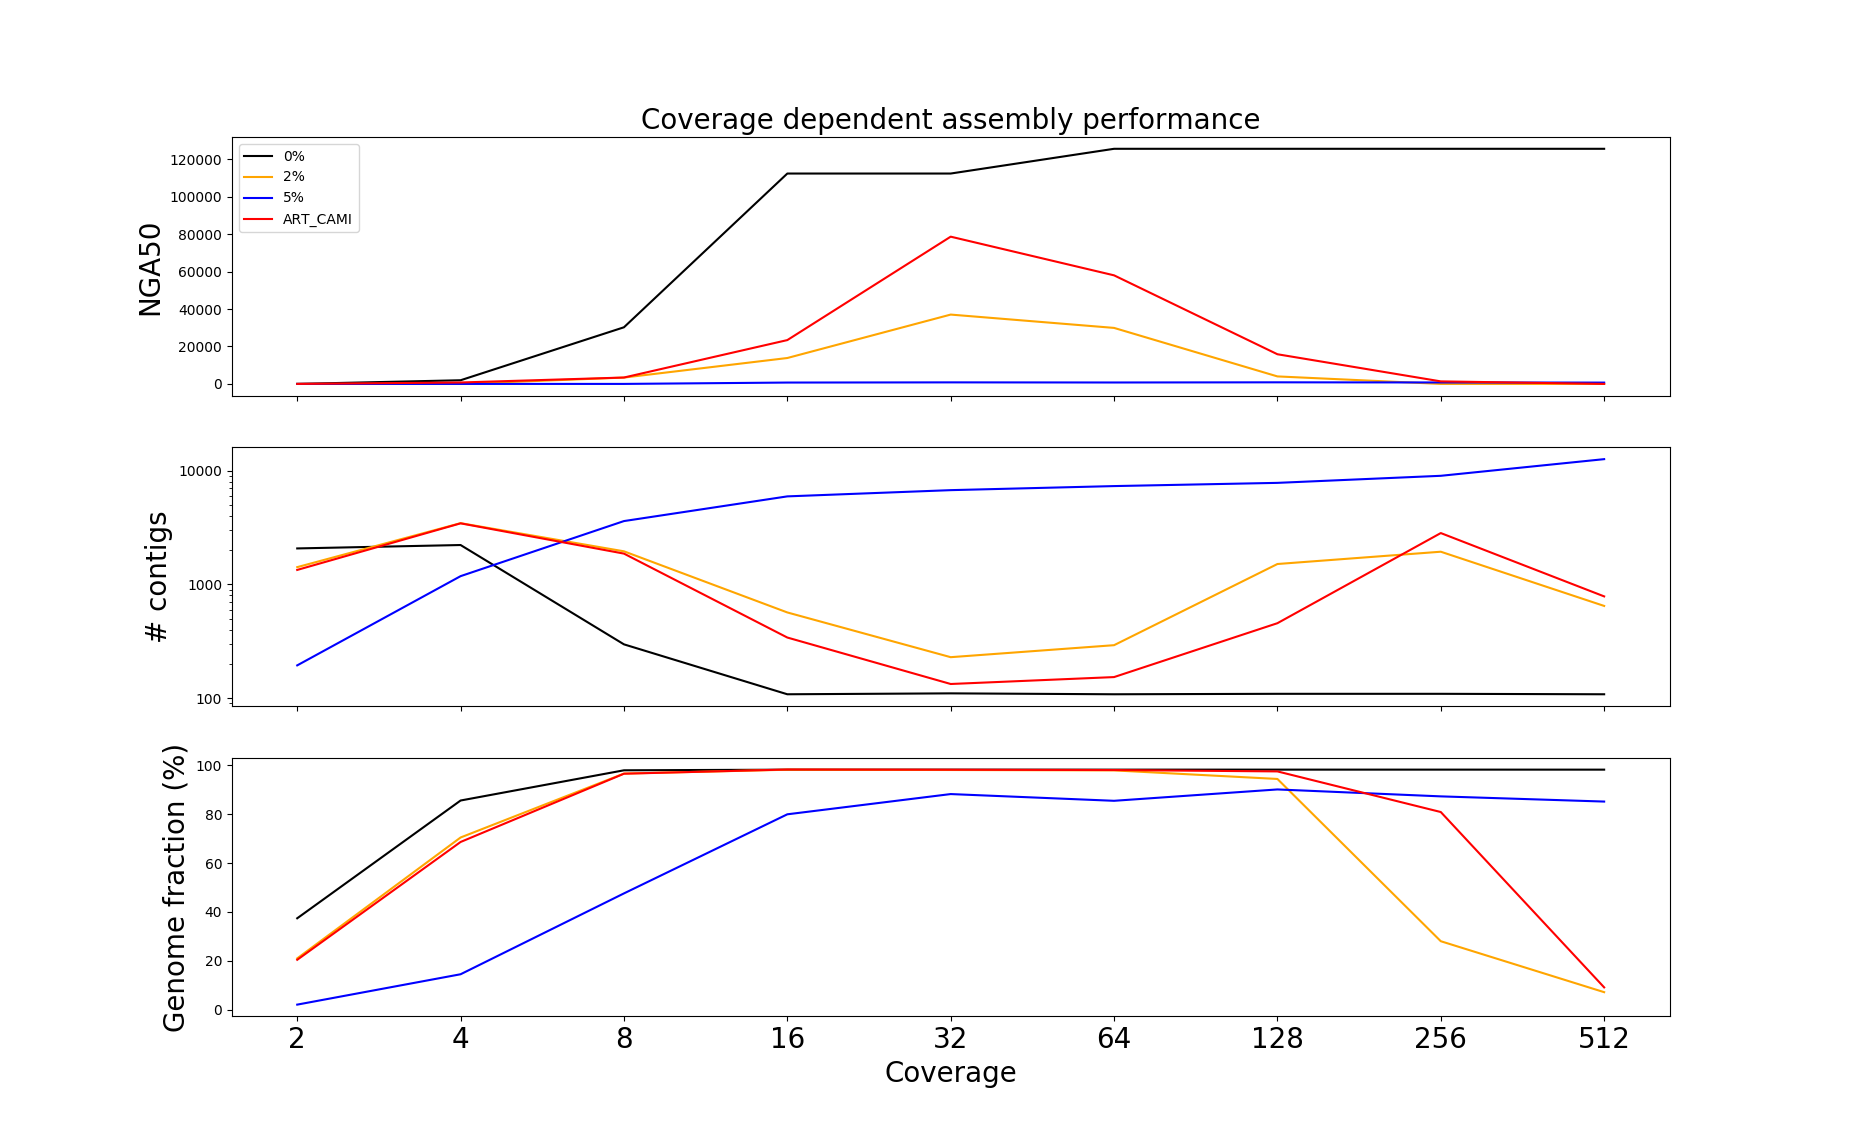 Coverage dependent assembly performance
0%
2%
5%
ART_CAMI
NGA50
120000
100000
80000
60000
40000
20000
0
# contigs
10000
1000
100
Genome fraction (%)
100
80
60
40
20
0
2 4 8 16 32 64 128 256 512
Coverage